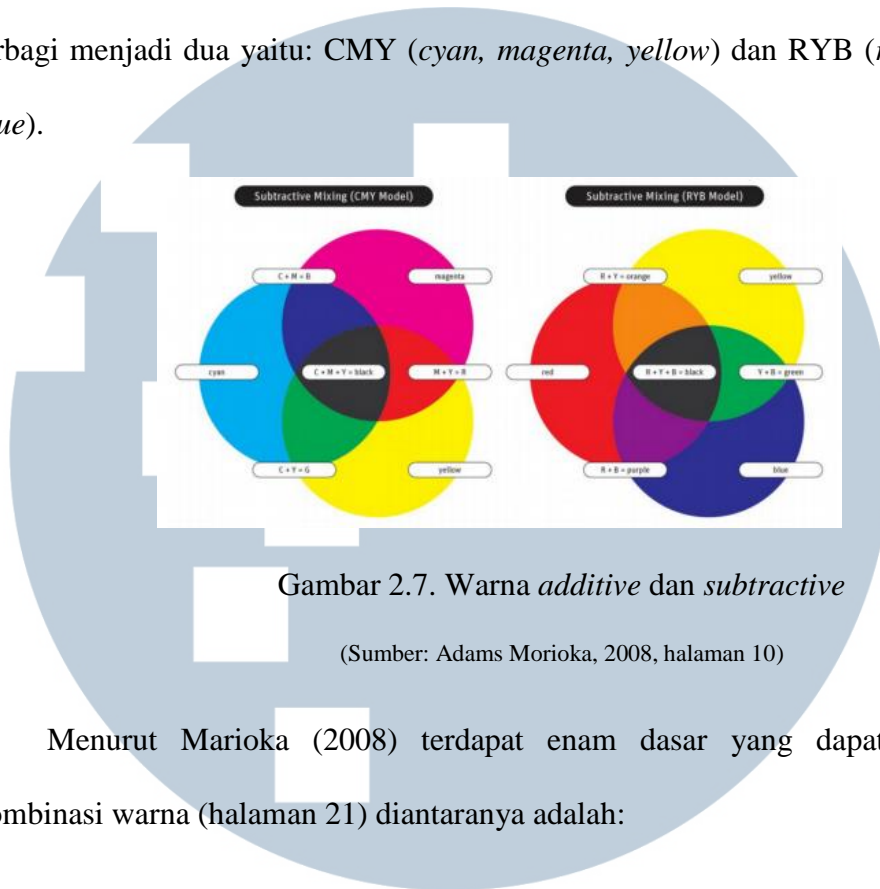 rbagi menjadi dua yaitu: CMY (cyan, magenta, yellow) dan RYB (
ue).
Subtractive Mixing (CMY Model)
Subtractive Mixing (RYB Model)
C + M = B
magenta
R + Y = orange
yellow
cyan
C + M + Y = black
M + Y = R
red
R + Y + B = black
Y + B = green
C + Y = G
yellow
R + B = purple
blue
Gambar 2.7. Warna additive dan subtractive
(Sumber: Adams Morioka, 2008, halaman 10)
Menurut Marioka (2008) terdapat enam dasar yang dapat
ombinasi warna (halaman 21) diantaranya adalah: